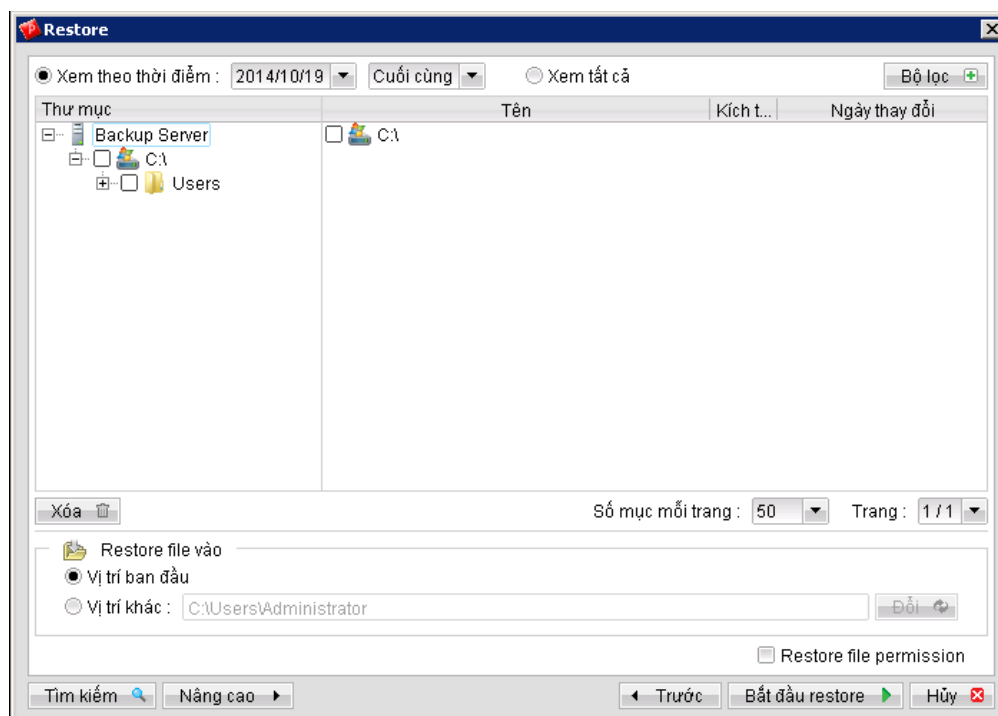 Restore
Xem theo thời điểm : 2014/10/19 Cuối cùng Xem tất cả Bộ lọc
Thư mục Tên Kích t... Ngày thay đổi
Backup Server C:\
C:\
Users
Xóa Số mục mỗi trang : 50 Trang : 1 / 1
Restore file vào
Vị trí ban đầu
Vị trí khác : C:\Users\Administrator Đổi
Restore file permission
Tìm kiếm Nâng cao Trước Bắt đầu restore Hủy